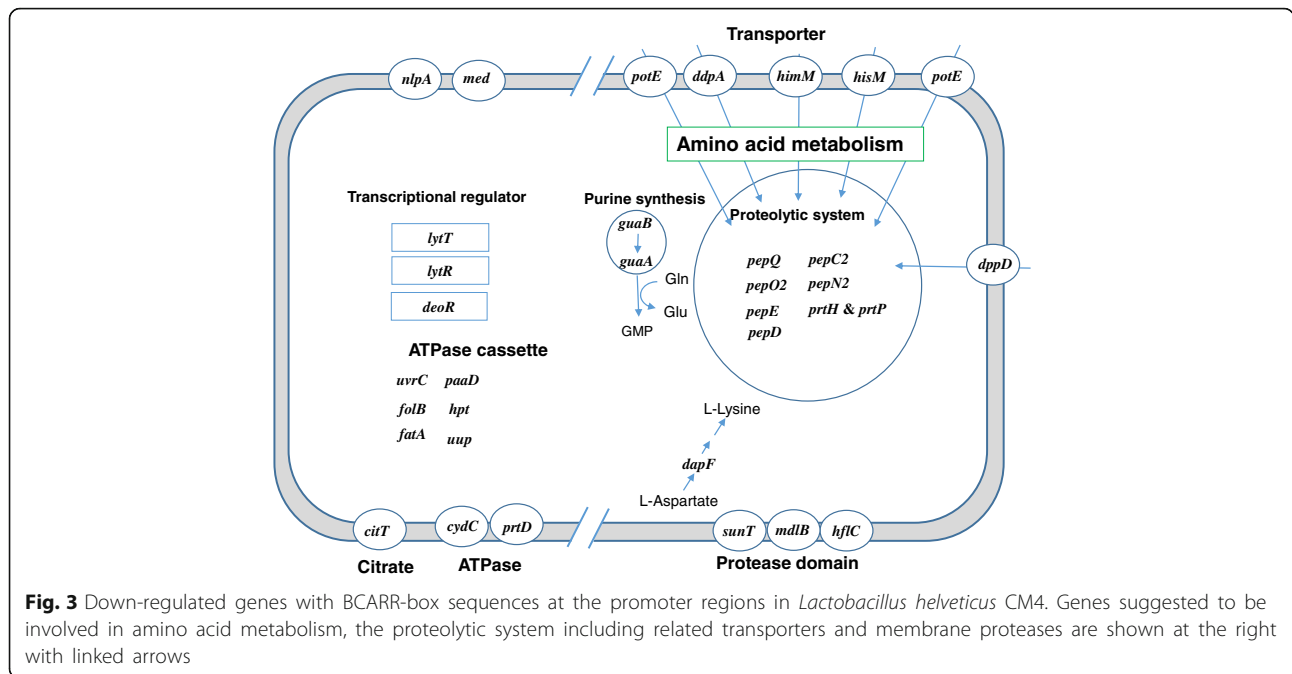 Transporter
nlpA med potE ddpA himM hisM potE
Amino acid metabolism
Transcriptional regulator
lytT
lytR
deoR
Purine synthesis
guaB
guaA
Gln
Glu
GMP
Proteolytic system
pepQ pepC2
pepO2 pepN2
pepE prtH & prtP
pepD
dppD
ATPase cassette
uvrC paaD
folB hpt
fatA uup
L-Lysine
dapF
L-Aspartate
citT cydC prtD sunT mdlB hflC
Citrate ATPase Protease domain
Fig. 3 Down-regulated genes with BCARR-box sequences at the promoter regions in Lactobacillus helveticus CM4. Genes suggested to be
involved in amino acid metabolism, the proteolytic system including related transporters and membrane proteases are shown at the right
with linked arrows